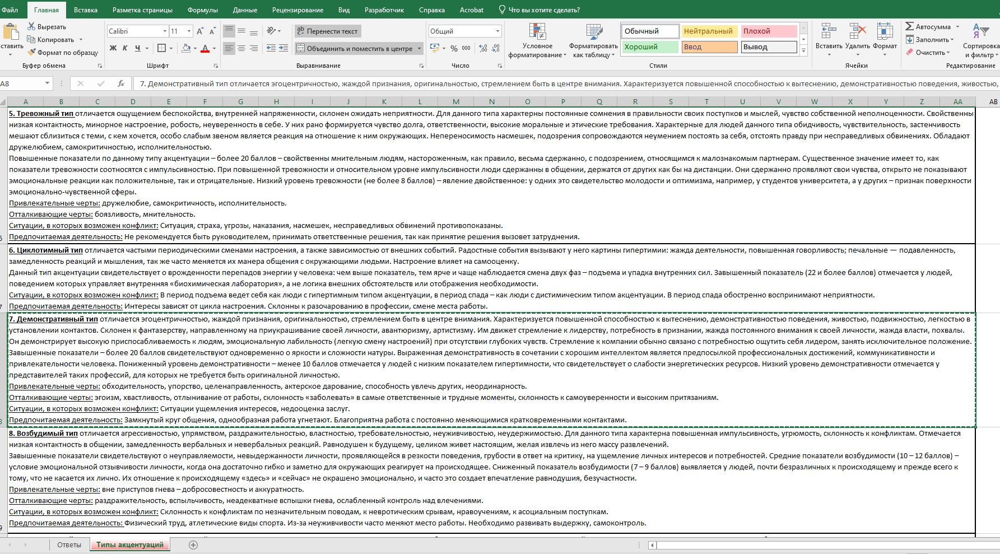 Файл Главная Вставка Разметка страницы Формулы Данные Рецензирование Вид Разработчик Справка Acrobat Что вы хотите сделать?
Вырезать
Копировать
Формат по образцу
Буфер обмена
Calibri 11
Ж К Ч
Шрифт
Перенести текст
Объединить и поместить в центре
Выравнивание
Общий
% 000
Число
Условное форматирование
Форматировать как таблицу
Обычный Нейтральный Плохой
Хороший Ввод Вывод
Стили
Вставить Удалить Формат
Ячейки
Автосумма
Заполнить
Очистить
Сортировка
и фильтр
Редактирование
A8 fx 7. Демонстративный тип отличается эгоцентричностью, жаждой признания, оригинальностью, стремлением быть в центре внимания. Характеризуется повышенной способностью к вытеснению, демонстративностью поведения, живостью,
A B C D E F G H I J K L M N O P Q R S T U V W X Y Z AA AB
5. Тревожный тип отличается ощущением беспокойства, внутренней напряженности, склонен ожидать неприятности. Для данного типа характерны постоянные сомнения в правильности своих поступков и мыслей, чувство собственной неполноценности. Свойственны
низкая контактность, минорное настроение, робость, неуверенность в себе. У них рано формируется чувство долга, ответственности, высокие моральные и этические требования. Характерные для людей данного типа обидчивость, чувствительность, застенчивость
мешают сблизиться с теми, с кем хочется, особо слабым звеном является реакция на отношение к ним окружающих. Непереносимость насмешек, подозрения сопровождаются неумением постоять за себя, отстоять правду при несправедливых обвинениях. Обладают
дружелюбием, самокритичностью, исполнительностью.
Повышенные показатели по данному типу акцентуации – более 20 баллов – свойственны мнительным людям, настороженным, как правило, весьма сдержанно, с подозрением, относящимся к малознакомым партнерам. Существенное значение имеет то, как
показатели тревожности соотносятся с импульсивностью. При повышенной тревожности и относительном уровне импульсивности люди сдержанны в общении, держатся от других как бы на дистанции. Они сдержанно проявляют свои чувства, открыто не показывают
эмоциональные реакции как положительные, так и отрицательные. Низкий уровень тревожности (не более 8 баллов) – явление двойственное: у одних это свидетельство молодости и оптимизма, например, у студентов университета, а у других – признак поверхности
эмоционально-чувственной сферы.
Привлекательные черты: дружелюбие, самокритичность, исполнительность.
Отталкивающие черты: боязливость, мнительность.
Ситуации, в которых возможен конфликт: Ситуация, страха, угрозы, наказания, насмешек, несправедливых обвинений противопоказаны.
Предпочитаемая деятельность: Не рекомендуется быть руководителем, принимать ответственные решения, так как принятие решения вызовет затруднения.
6. Циклотимный тип отличается частыми периодическими сменами настроения, а также зависимостью от внешних событий. Радостные события вызывают у него картины гипертимии: жажда деятельности, повышенная говорливость; печальные — подавленность,
замедленность реакций и мышления, так же часто меняется их манера общения с окружающими людьми. Настроение влияет на самооценку.
Данный тип акцентуации свидетельствует о врожденности перепадов энергии у человека: чем выше показатель, тем ярче и чаще наблюдается смена двух фаз – подъема и упадка внутренних сил. Завышенный показатель (22 и более баллов) отмечается у людей,
поведением которых управляет внутренняя «биохимическая лаборатория», а не логика внешних обстоятельств или отображения необходимости.
Ситуации, в которых возможен конфликт: В период подъема ведет себя как люди с гипертимным типом акцентуации, в период спада – как люди с дистимическим типом акцентуации. В период спада обостренно воспринимают неприятности.
Предпочитаемая деятельность: Интересы зависят от цикла настроения. Склонны к разочарованию в профессии, смене места работы.
7. Демонстративный тип отличается эгоцентричностью, жаждой признания, оригинальностью, стремлением быть в центре внимания. Характеризуется повышенной способностью к вытеснению, демонстративностью поведения, живостью, подвижностью, легкостью в
установлении контактов. Склонен к фантазерству, направленному на приукрашивание своей личности, авантюризму, артистизму. Им движет стремление к лидерству, потребность в признании, жажда постоянного внимания к своей личности, жажда власти, похвалы.
Он демонстрирует высокую приспосабливаемость к людям, эмоциональную лабильность (легкую смену настроений) при отсутствии глубоких чувств. Стремление к компании обычно связано с потребностью ощутить себя лидером, занять исключительное положение.
Завышенные показатели – более 20 баллов свидетельствуют одновременно о яркости и сложности натуры. Выраженная демонстративность в сочетании с хорошим интеллектом является предпосылкой профессиональных достижений, коммуникативности и
привлекательности человека. Пониженный уровень демонстративности – менее 10 баллов отмечается у людей с низким показателем гипертимности, что свидетельствует о слабости энергетических ресурсов. Низкий уровень демонстративности отмечается у
представителей таких профессий, для которых не требуется быть оригинальной личностью.
Привлекательные черты: обходительность, упорство, целенаправленность, актерское дарование, способность увлечь других, неординарность.
Отталкивающие черты: эгоизм, хвастливость, отлынивание от работы, склонность «заболевать» в самые ответственные и трудные моменты, склонность к самоуверенности и высоким притязаниям.
Ситуации, в которых возможен конфликт: Ситуации ущемления интересов, недооценка заслуг.
Предпочитаемая деятельность: Замкнутый круг общения, однообразная работа угнетают. Благоприятна работа с постоянно меняющимися кратковременными контактами.
8. Возбудимый тип отличается агрессивностью, упрямством, раздражительностью, властностью, требовательностью, неуживчивостью, неудержимостью. Для данного типа характерна повышенная импульсивность, угрюмость, склонность к конфликтам. Отмечается
низкая контактность в общении, замедленность вербальных и невербальных реакций. Равнодушен к будущему, целиком живет настоящим, желая извлечь из него массу развлечений.
Завышенные показатели свидетельствуют о неуправляемости, невыдержанности личности, проявляющейся в резкости поведения, грубости в ответ на критику, на ущемление личных интересов и потребностей. Средние показатели возбудимости (10 – 12 баллов) –
условие эмоциональной отзывчивости личности, когда она достаточно гибко и заметно для окружающих реагирует на происходящее. Сниженный показатель возбудимости (7 – 9 баллов) выявляется у людей, почти безразличных к происходящему и прежде всего к
тому, что не касается их лично. Их отношение к происходящему «здесь» и «сейчас» не окрашено эмоционально, и часто это создает впечатление равнодушия, безучастности.
Привлекательные черты: вне приступов гнева – добросовестность и аккуратность.
Отталкивающие черты: раздражительность, вспыльчивость, неадекватные вспышки гнева, ослабленный контроль над влечениями.
Ситуации, в которых возможен конфликт: Склонность к конфликтам по незначительным поводам, к невротическим срывам, нравоучениям, к асоциальным поступкам.
Предпочитаемая деятельность: Физический труд, атлетические виды спорта. Из-за неуживчивости часто меняют место работы. Необходимо развивать выдержку, самоконтроль.
Ответы Типы акцентуаций